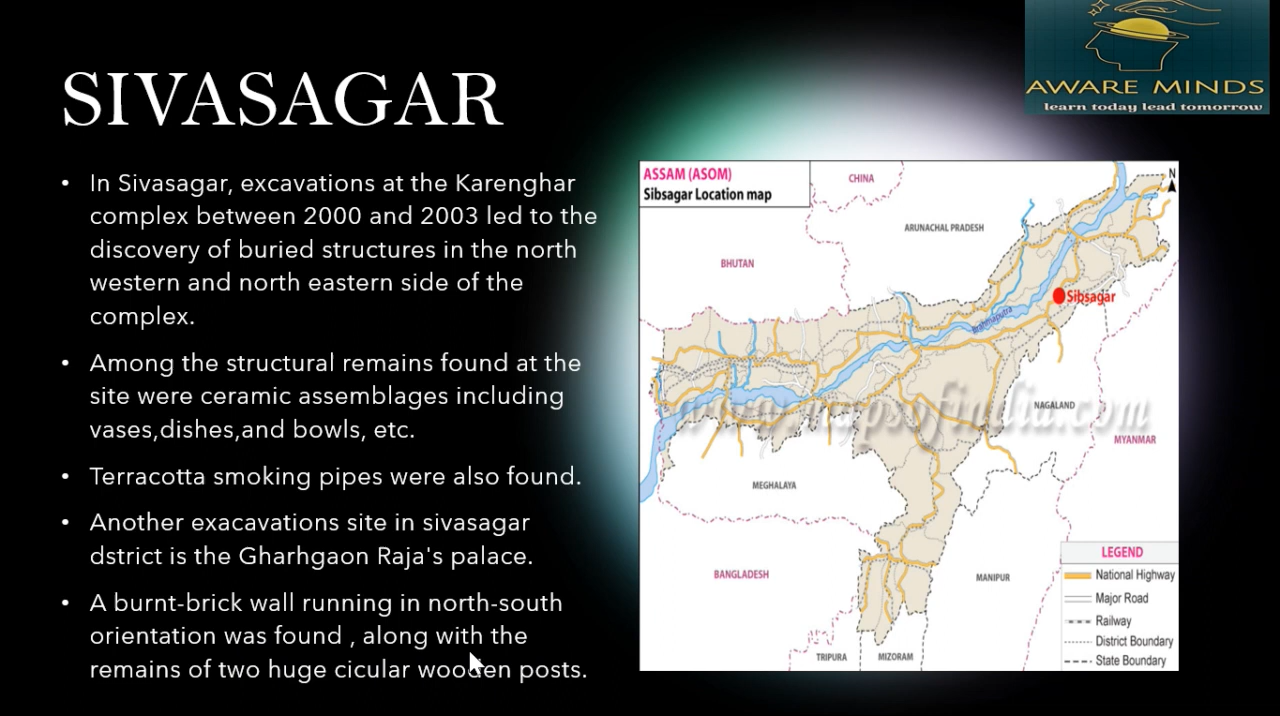 SIVASAGAR
• In Sivasagar, excavations at the Karenghar
complex between 2000 and 2003 led to the
discovery of buried structures in the north
western and north eastern side of the
complex.
• Among the structural remains found at the
site were ceramic assemblages including
vases,dishes,and bowls, etc.
• Terracotta smoking pipes were also found.
• Another exacavations site in sivasagar
dstrict is the Gharhgaon Raja's palace.
• A burnt-brick wall running in north-south
orientation was found , along with the
remains of two huge cicular wooden posts.
AWARE MINDS
learn today lead tomorrow
ASSAM (ASOM)
Sibsagar Location map
N
CHINA
ARUNACHAL PRADESH
BHUTAN
Sibsagar
Brahmaputra
www.mapsofindia.com
NAGALAND
MYANMAR
MEGHALAYA
BANGLADESH
MANIPUR
TRIPURA
MIZORAM
LEGEND
National Highway
Major Road
Railway
District Boundary
State Boundary